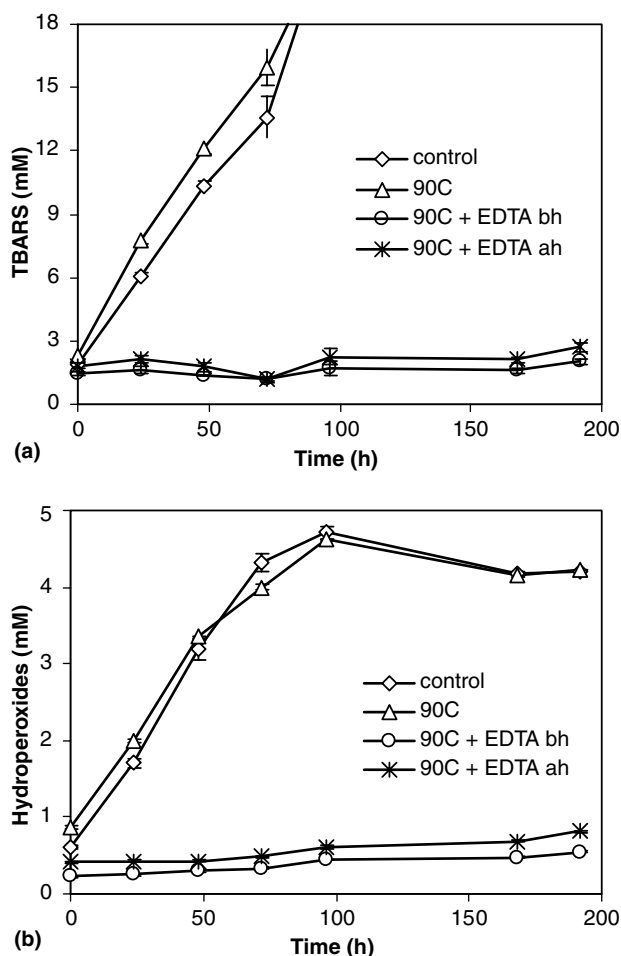 18
15
12
9
6
3
0
TBARS (mM)
control
90C
90C + EDTA bh
90C + EDTA ah
0 50 100 150 200
Time (h)
(a)
5
4
3
2
1
0
Hydroperoxides (mM)
control
90C
90C + EDTA bh
90C + EDTA ah
0 50 100 150 200
Time (h)
(b)